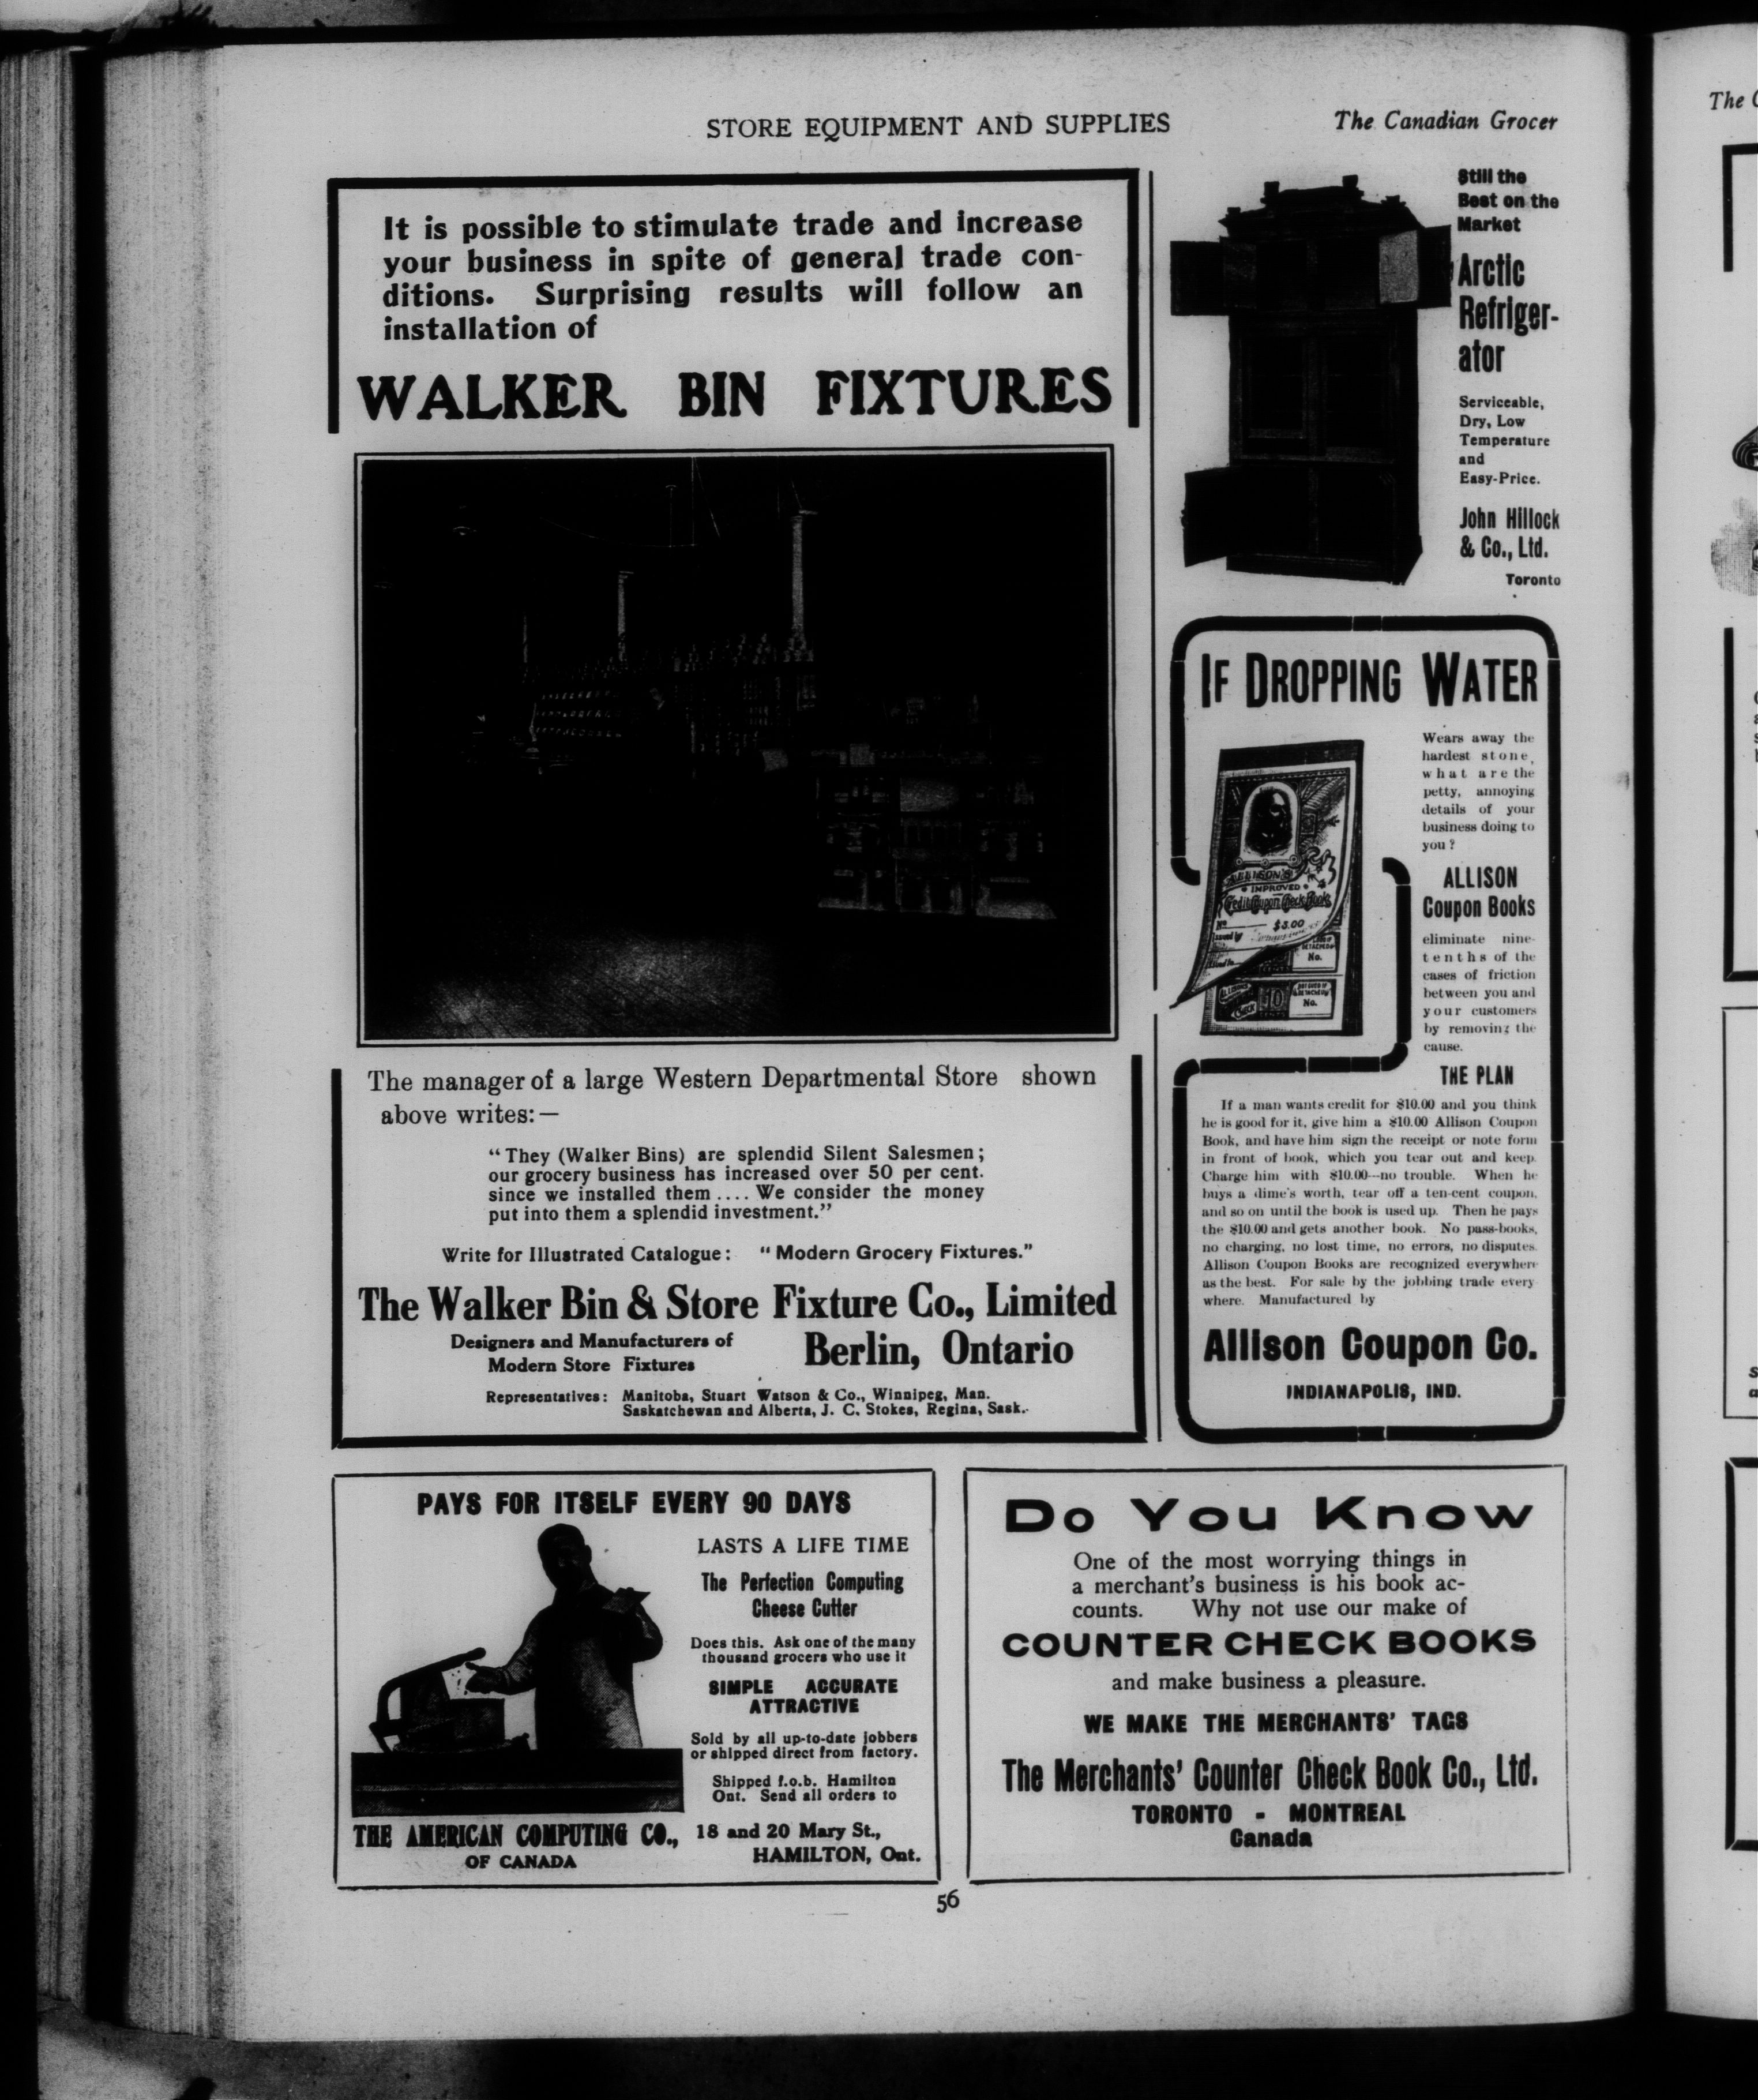 STORE EQUIPMENT AND SUPPLIES
The Canadian Grocer
It is possible to stimulate trade and increase
your business in spite of general trade con-
ditions. Surprising results will follow an
installation of
WALKER BIN FIXTURES
The manager of a large Western Departmental Store shown
above writes:—
"They (Walker Bins) are splendid Silent Salesmen;
our grocery business has increased over 50 per cent.
since we installed them .... We consider the money
put into them a splendid investment."
Write for Illustrated Catalogue: "Modern Grocery Fixtures."
The Walker Bin & Store Fixture Co., Limited
Designers and Manufacturers of
Modern Store Fixtures
Berlin, Ontario
Representatives: Manitoba, Stuart Watson & Co., Winnipeg, Man.
Saskatchewan and Alberta, J. C. Stokes, Regina, Sask.
Still the
Best on the
Market
Arctic
Refriger-
ator
Serviceable,
Dry, Low
Temperature
and
Easy-Price.
John Hillock
& Co., Ltd.
Toronto
IF DROPPING WATER
Wears away the
hardest stone,
what are the
petty, annoying
details of your
business doing to
you?
ALLISON'S
IMPROVED
Credit Coupon Check Book
No.
$3.00
Issued by
No.
10
No.
ALLISON
Coupon Books
eliminate nine-
tenths of the
cases of friction
between you and
your customers
by removing the
cause.
THE PLAN
If a man wants credit for $10.00 and you think
he is good for it, give him a $10.00 Allison Coupon
Book, and have him sign the receipt or note form
in front of book, which you tear out and keep.
Charge him with $10.00---no trouble. When he
buys a dime's worth, tear off a ten-cent coupon,
and so on until the book is used up. Then he pays
the $10.00 and gets another book. No pass-books,
no charging, no lost time, no errors, no disputes.
Allison Coupon Books are recognized everywhere
as the best. For sale by the jobbing trade every-
where. Manufactured by
Allison Coupon Co.
INDIANAPOLIS, IND.
PAYS FOR ITSELF EVERY 90 DAYS
LASTS A LIFE TIME
The Perfection Computing
Cheese Cutter
Does this. Ask one of the many
thousand grocers who use it
SIMPLE ACCURATE
ATTRACTIVE
Sold by all up-to-date jobbers
or shipped direct from factory.
Shipped f.o.b. Hamilton
Ont. Send all orders to
THE AMERICAN COMPUTING CO.,
OF CANADA
18 and 20 Mary St.,
HAMILTON, Ont.
Do You Know
One of the most worrying things in
a merchant's business is his book ac-
counts. Why not use our make of
COUNTER CHECK BOOKS
and make business a pleasure.
WE MAKE THE MERCHANTS' TAGS
The Merchants' Counter Check Book Co., Ltd.
TORONTO - MONTREAL
Canada
56
The